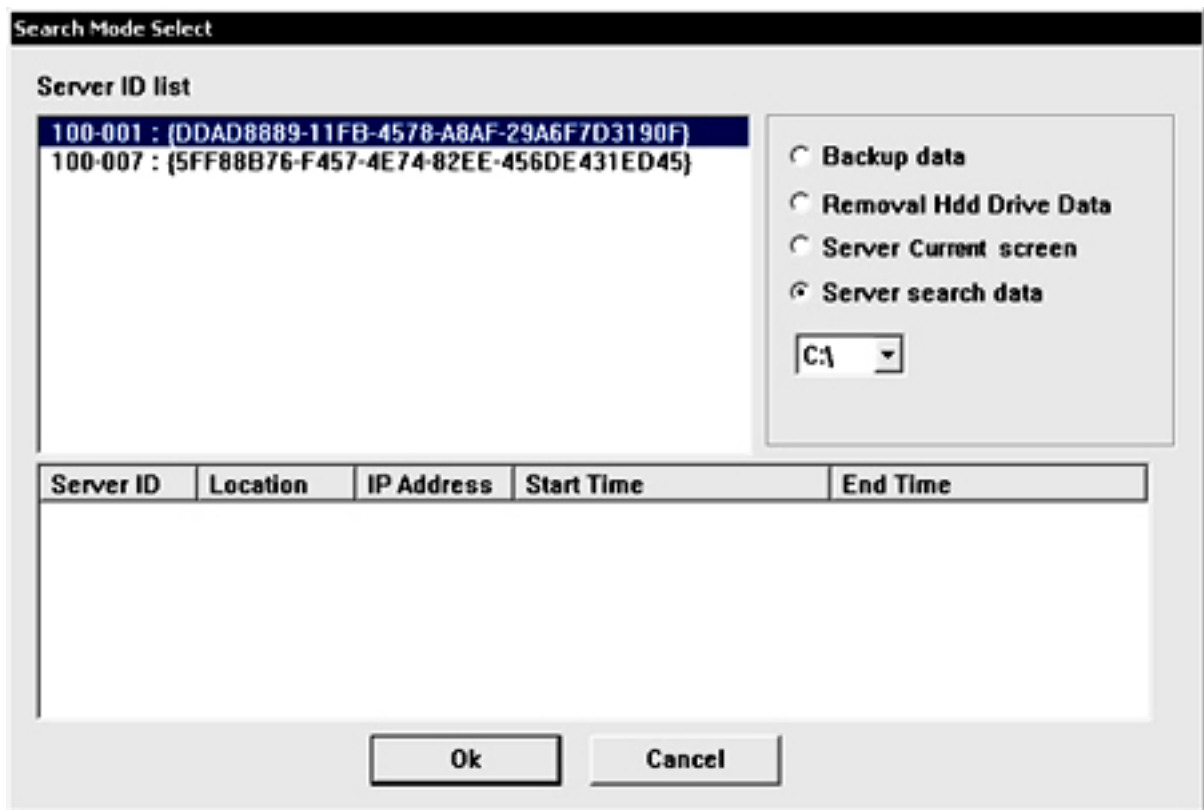 Search Mode Select
Server ID list
100-001 : {DDAD8889-11FB-4578-A8AF-29A6F7D3190F}
100-007 : {5FF88B76-F457-4E74-82EE-456DE431ED45}
Backup data
Removal Hdd Drive Data
Server Current screen
Server search data
C:\
Server ID Location IP Address Start Time End Time
Ok Cancel